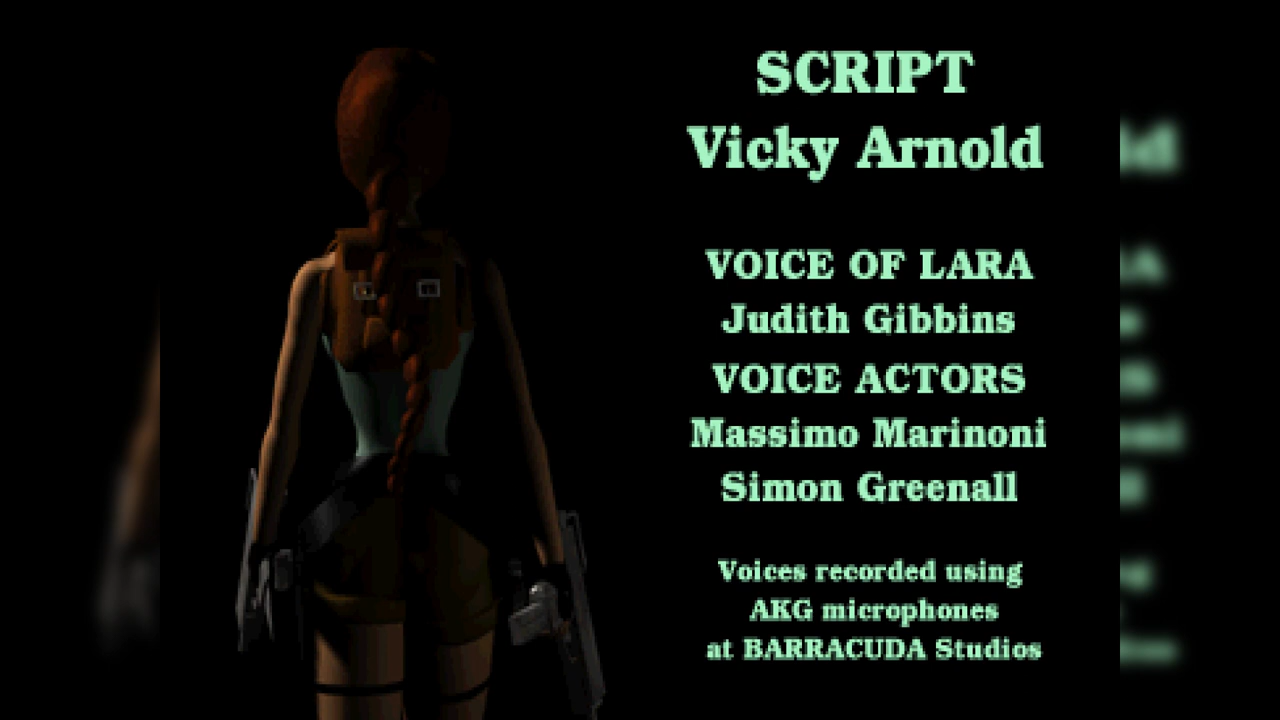 SCRIPT
Vicky Arnold
VOICE OF LARA
Judith Gibbins
VOICE ACTORS
Massimo Marinoni
Simon Greenall
Voices recorded using
AKG microphones
at BARRACUDA Studios